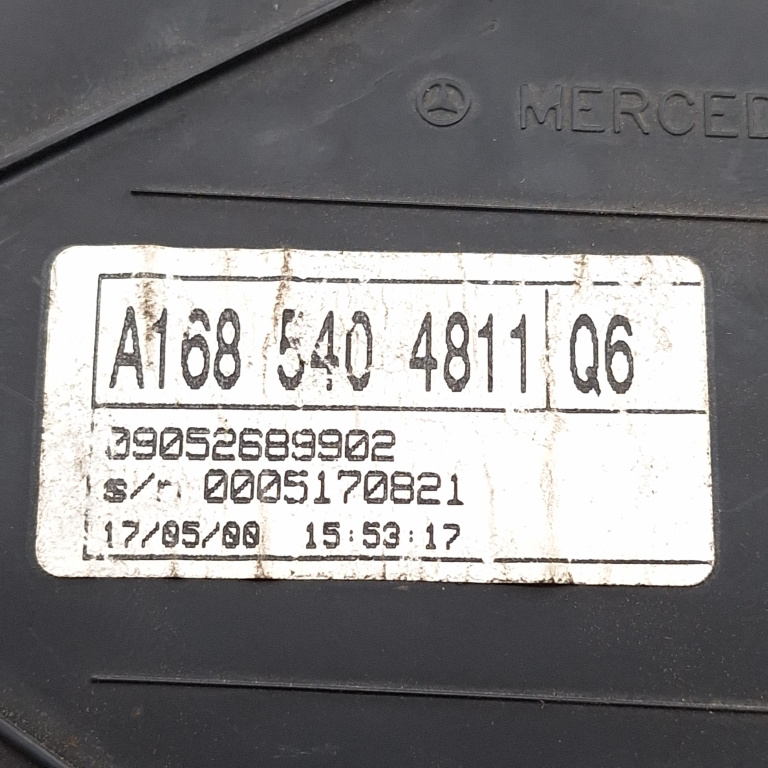 MERCED
A168 540 4811 Q6
09052689902
s/n 0005170821
17/05/00 15:53:17